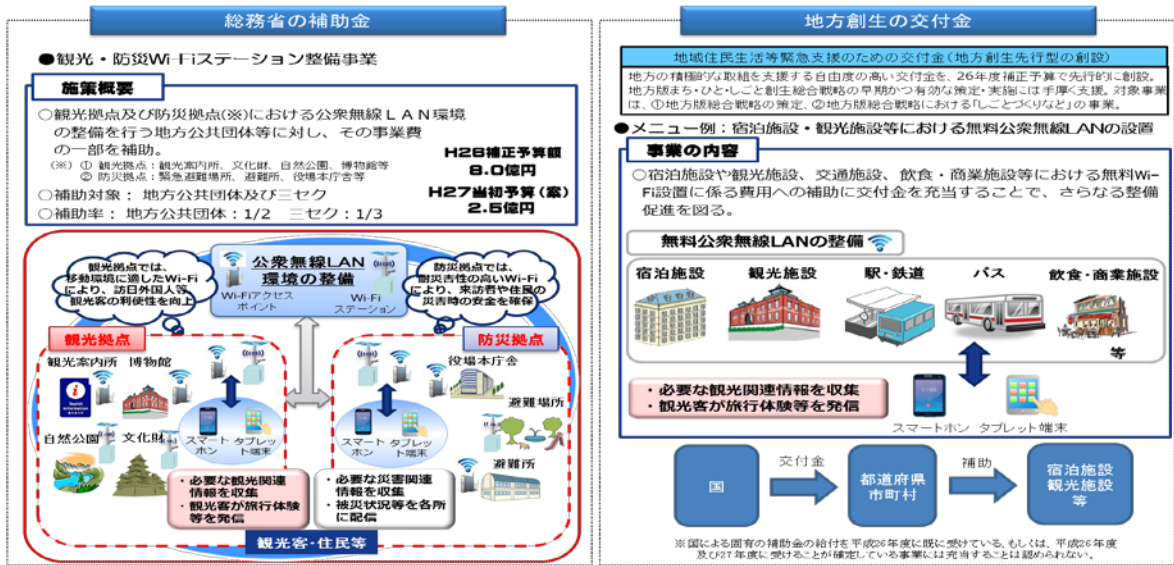 総務省の補助金
●観光・防災Wi-Fiステーション整備事業
施策概要
○観光拠点及び防災拠点(※)における公衆無線LAN環境
の整備を行う地方公共団体等に対し、その事業費
の一部を補助。
(※) ① 観光拠点：観光案内所、文化財、自然公園、博物館等
② 防災拠点：緊急避難場所、避難所、役場本庁舎等
H26補正予算額
8.0億円
○補助対象： 地方公共団体及び三セク
○補助率： 地方公共団体：1/2 三セク：1/3
H27当初予算(案)
2.5億円
観光拠点では、
移動環境に適したWi-Fi
により、訪日外国人等
観光客の利便性を向上
公衆無線LAN
環境の整備
Wi-Fiアクセス
ポイント
Wi-Fi
ステーション
防災拠点では、
耐災害性の高いWi-Fi
により、来訪者や住民の
災害時の安全を確保
観光拠点
観光案内所 博物館
自然公園 文化財
スマート
ホン
タブレッ
ト端末
・必要な観光関連
情報を収集
・観光客が旅行体験
等を発信
防災拠点
役場本庁舎
避難場所
避難所
スマート
ホン
タブレッ
ト端末
・必要な災害関連
情報を収集
・被災状況等を各所
に配信
観光客・住民等
地方創生の交付金
地域住民生活等緊急支援のための交付金(地方創生先行型の創設)
地方の積極的な取組を支援する自由度の高い交付金を、26年度補正予算で先行的に創設。
地方版まち・ひと・しごと創生総合戦略の早期かつ有効な策定・実施には手厚く支援。対象事業
は、①地方版総合戦略の策定、②地方版総合戦略における「しごとづくりなど」の事業。
●メニュー例：宿泊施設・観光施設等における無料公衆無線LANの設置
事業の内容
○宿泊施設や観光施設、交通施設、飲食・商業施設等における無料Wi-
Fi設置に係る費用への補助に交付金を充当することで、さらなる整備
促進を図る。
無料公衆無線LANの整備
宿泊施設 観光施設 駅・鉄道 バス 飲食・商業施設
等
・必要な観光関連情報を収集
・観光客が旅行体験等を発信
スマートホン タブレット端末
国
交付金
都道府県
市町村
補助
宿泊施設
観光施設
等
※国による固有の補助金の給付を平成26年度に既に受けている、もしくは、平成26年度
及び27年度に受けることが確定している事業には充当することは認められない。